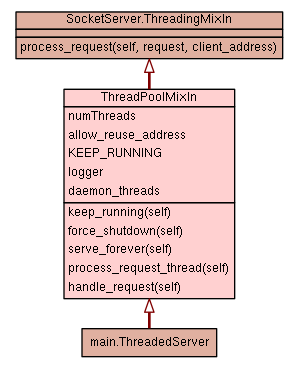 SocketServer.ThreadingMixIn
process_request(self, request, client_address)
ThreadPoolMixIn
numThreads
allow_reuse_address
KEEP_RUNNING
logger
daemon_threads
keep_running(self)
force_shutdown(self)
serve_forever(self)
process_request_thread(self)
handle_request(self)
main.ThreadedServer